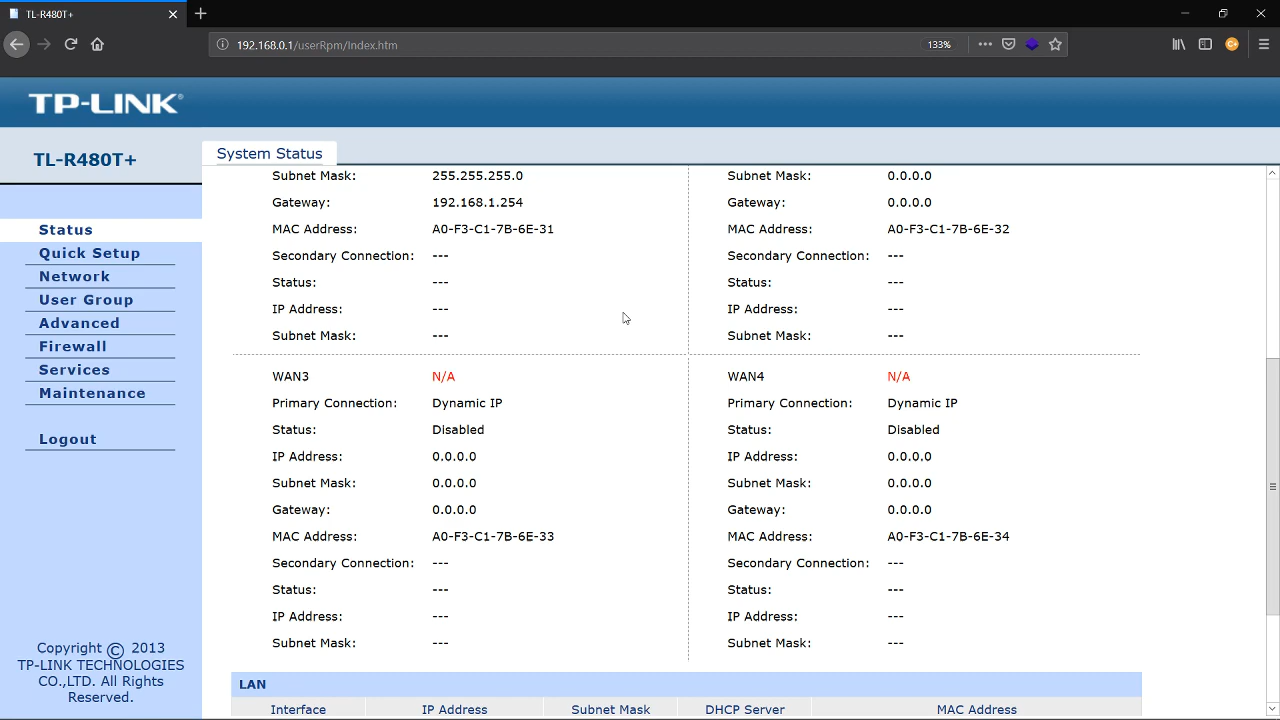 TL-R480T+
192.168.0.1/userRpm/Index.htm
133%
TP-LINK®
TL-R480T+
System Status
Status
Quick Setup
Network
User Group
Advanced
Firewall
Services
Maintenance
Logout
Copyright © 2013
TP-LINK TECHNOLOGIES
CO.,LTD. All Rights
Reserved.
Subnet Mask: 255.255.255.0
Gateway: 192.168.1.254
MAC Address: A0-F3-C1-7B-6E-31
Secondary Connection: ---
Status: ---
IP Address: ---
Subnet Mask: ---
Subnet Mask: 0.0.0.0
Gateway: 0.0.0.0
MAC Address: A0-F3-C1-7B-6E-32
Secondary Connection: ---
Status: ---
IP Address: ---
Subnet Mask: ---
WAN3 N/A
Primary Connection: Dynamic IP
Status: Disabled
IP Address: 0.0.0.0
Subnet Mask: 0.0.0.0
Gateway: 0.0.0.0
MAC Address: A0-F3-C1-7B-6E-33
Secondary Connection: ---
Status: ---
IP Address: ---
Subnet Mask: ---
WAN4 N/A
Primary Connection: Dynamic IP
Status: Disabled
IP Address: 0.0.0.0
Subnet Mask: 0.0.0.0
Gateway: 0.0.0.0
MAC Address: A0-F3-C1-7B-6E-34
Secondary Connection: ---
Status: ---
IP Address: ---
Subnet Mask: ---
LAN
Interface IP Address Subnet Mask DHCP Server MAC Address